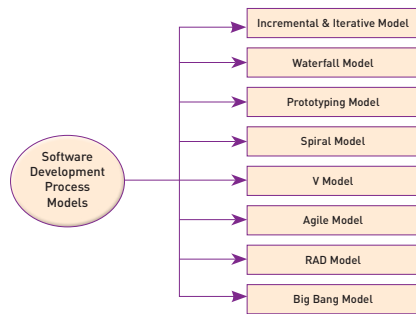 Incremental & Iterative Model
Waterfall Model
Prototyping Model
Spiral Model
Software
Development
Process
Models
V Model
Agile Model
RAD Model
Big Bang Model